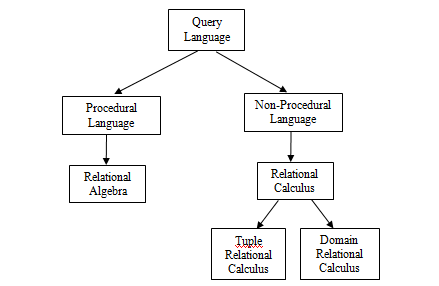 Query
Language
Procedural
Language
Non-Procedural
Language
Relational
Algebra
Relational
Calculus
Tuple
Relational
Calculus
Domain
Relational
Calculus